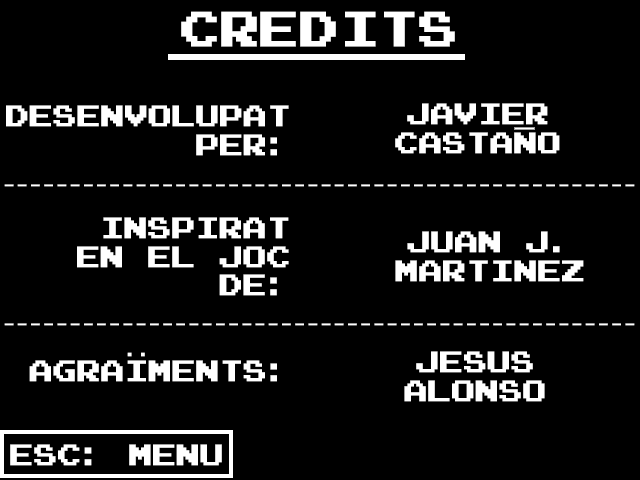 CREDITS
DESENVOLUPAT
PER:
JAVIER
CASTAÑO
INSPIRAT
EN EL JOC
DE:
JUAN J.
MARTINEZ
AGRAÏMENTS:
JESUS
ALONSO
ESC: MENU